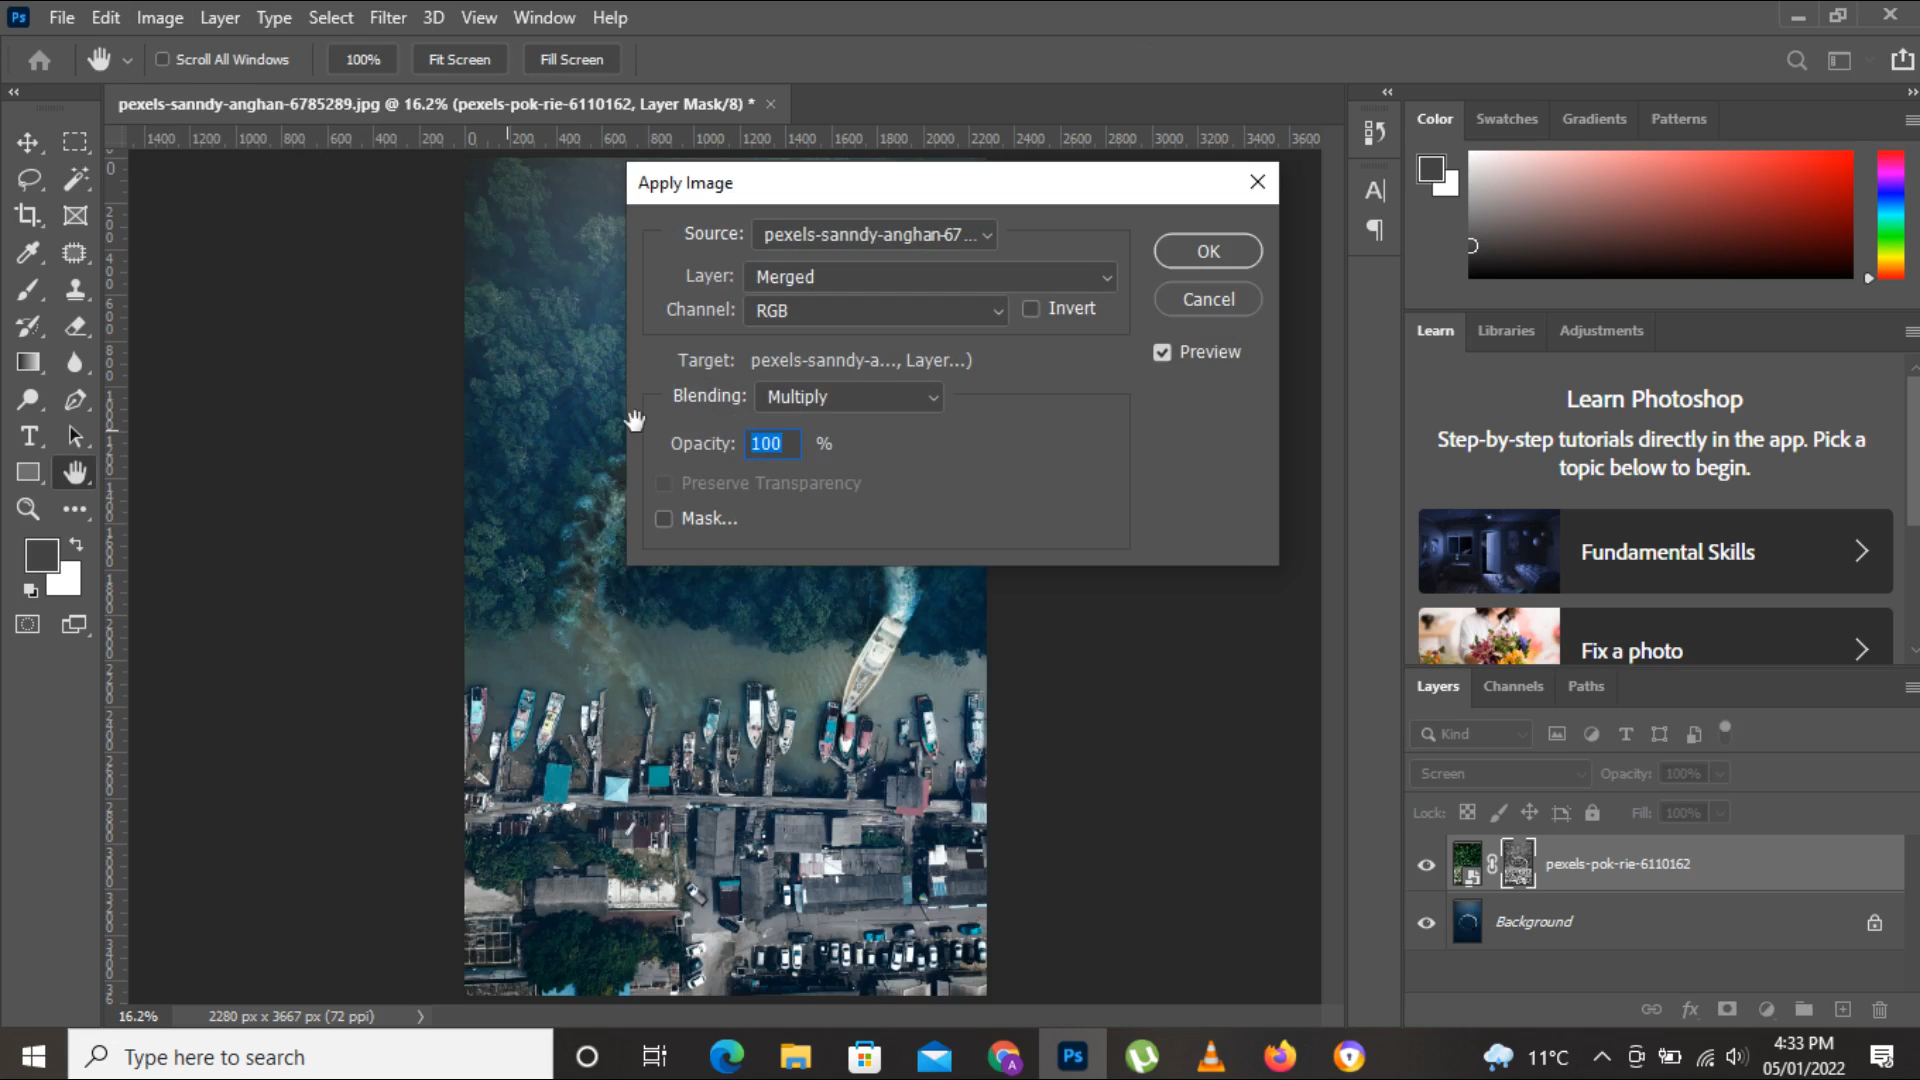 Ps File Edit Image Layer Type Select Filter 3D View Window Help
Scroll All Windows 100% Fit Screen Fill Screen
pexels-sanndy-anghan-6785289.jpg @ 16.2% (pexels-pok-rie-6110162, Layer Mask/8) *
1400 1200 1000 800 600 400 200 0 200 400 600 800 1000 1200 1400 1600 1800 2000 2200 2400 2600 2800 3000 3200 3400 3600
Apply Image
Source: pexels-sanndy-anghan-67...
Layer: Merged
Channel: RGB Invert
Target: pexels-sanndy-a..., Layer...)
Blending: Multiply
Opacity: 100 %
Preserve Transparency
Mask...
OK
Cancel
Preview
Color Swatches Gradients Patterns
Learn Libraries Adjustments
Learn Photoshop
Step-by-step tutorials directly in the app. Pick a
topic below to begin.
Fundamental Skills
Fix a photo
Layers Channels Paths
Kind
Screen Opacity: 100%
Lock: Fill: 100%
pexels-pok-rie-6110162
Background
16.2% 2280 px x 3667 px (72 ppi)
Type here to search
Ps
11°C
4:33 PM
05/01/2022